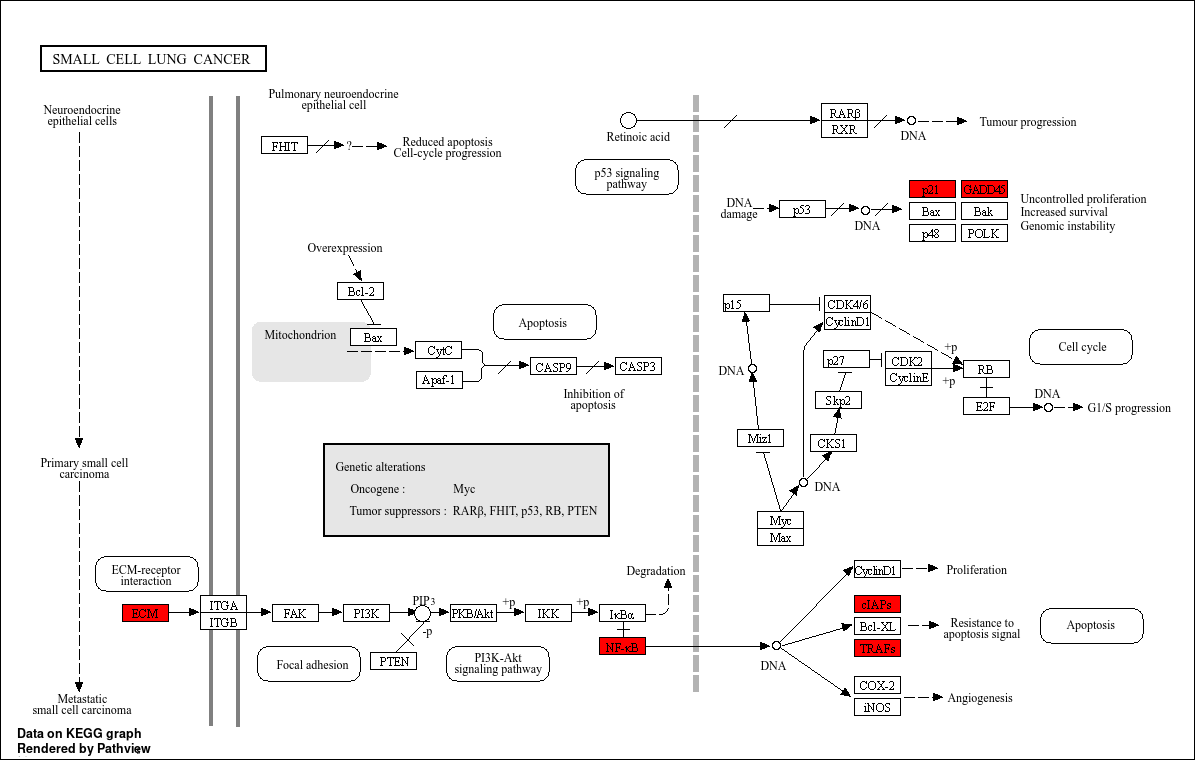 SMALL CELL LUNG CANCER
Neuroendocrine
epithelial cells
Primary small cell
carcinoma
Metastatic
small cell carcinoma
Pulmonary neuroendocrine
epithelial cell
FHIT
?
Reduced apoptosis
Cell-cycle progression
Retinoic acid
RARβ
RXR
DNA
Tumour progression
p53 signaling
pathway
DNA
damage
p53
DNA
p21
GADD45
Bax
Bak
p48
POLK
Uncontrolled proliferation
Increased survival
Genomic instability
Overexpression
Bcl-2
Mitochondrion
Bax
CytC
Apaf-1
CASP9
CASP3
Apoptosis
Inhibition of
apoptosis
p15
CDK4/6
CyclinD1
p27
CDK2
CyclinE
+p
+p
RB
E2F
DNA
G1/S progression
Cell cycle
DNA
Skp2
Miz1
CKS1
DNA
Myc
Max
Genetic alterations
Oncogene : Myc
Tumor suppressors : RARβ, FHIT, p53, RB, PTEN
ECM-receptor
interaction
ECM
ITGA
ITGB
FAK
PI3K
PIP3
-p
PTEN
PKB/Akt
+p
IKK
+p
IκBα
Degradation
NF-κB
Focal adhesion
PI3K-Akt
signaling pathway
DNA
CyclinD1
Proliferation
cIAPs
Bcl-XL
TRAFs
Resistance to
apoptosis signal
Apoptosis
COX-2
iNOS
Angiogenesis
Data on KEGG graph
Rendered by Pathview